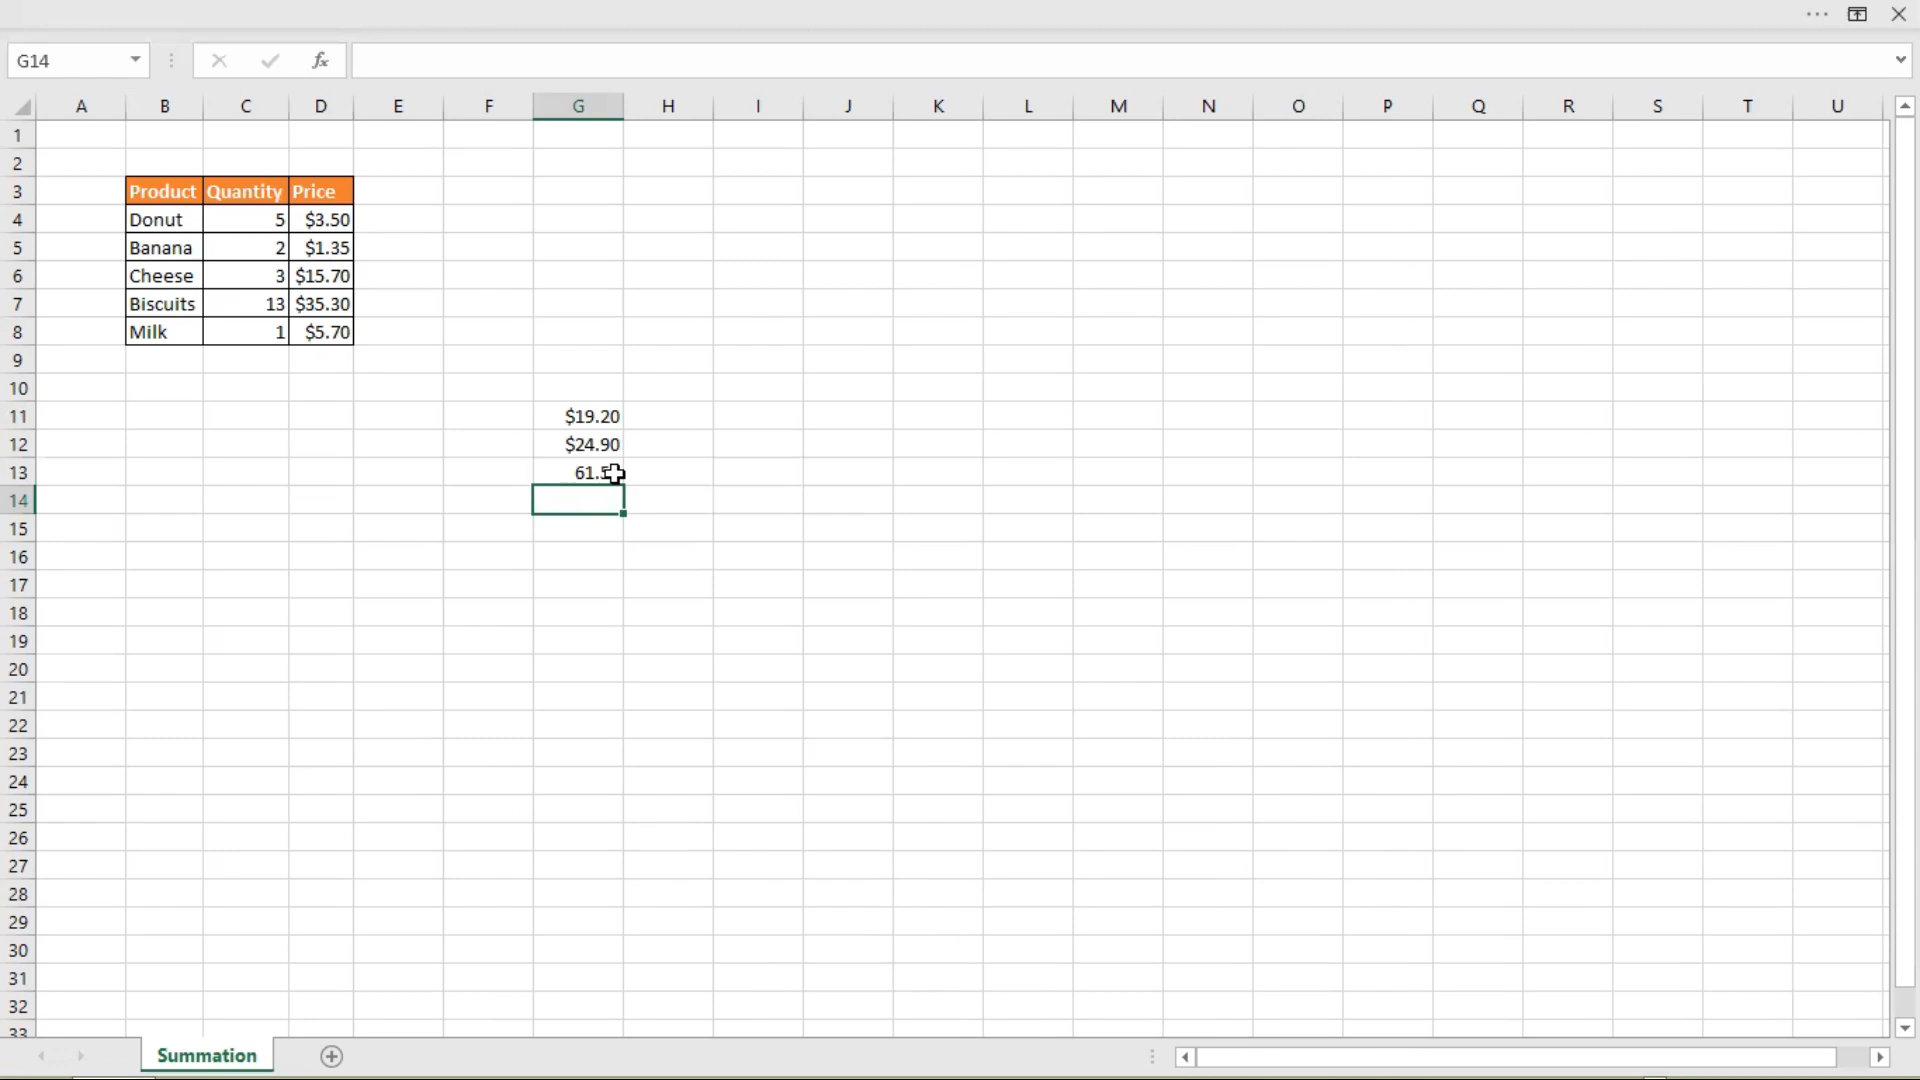 G14
fx
A B C D E F G H I J K L M N O P Q R S T U
1
2
3 Product Quantity Price
4 Donut 5 $3.50
5 Banana 2 $1.35
6 Cheese 3 $15.70
7 Biscuits 13 $35.30
8 Milk 1 $5.70
9
10
11 $19.20
12 $24.90
13
14
15
16
17
18
19
20
21
22
23
24
25
26
27
28
29
30
31
32
33
Summation